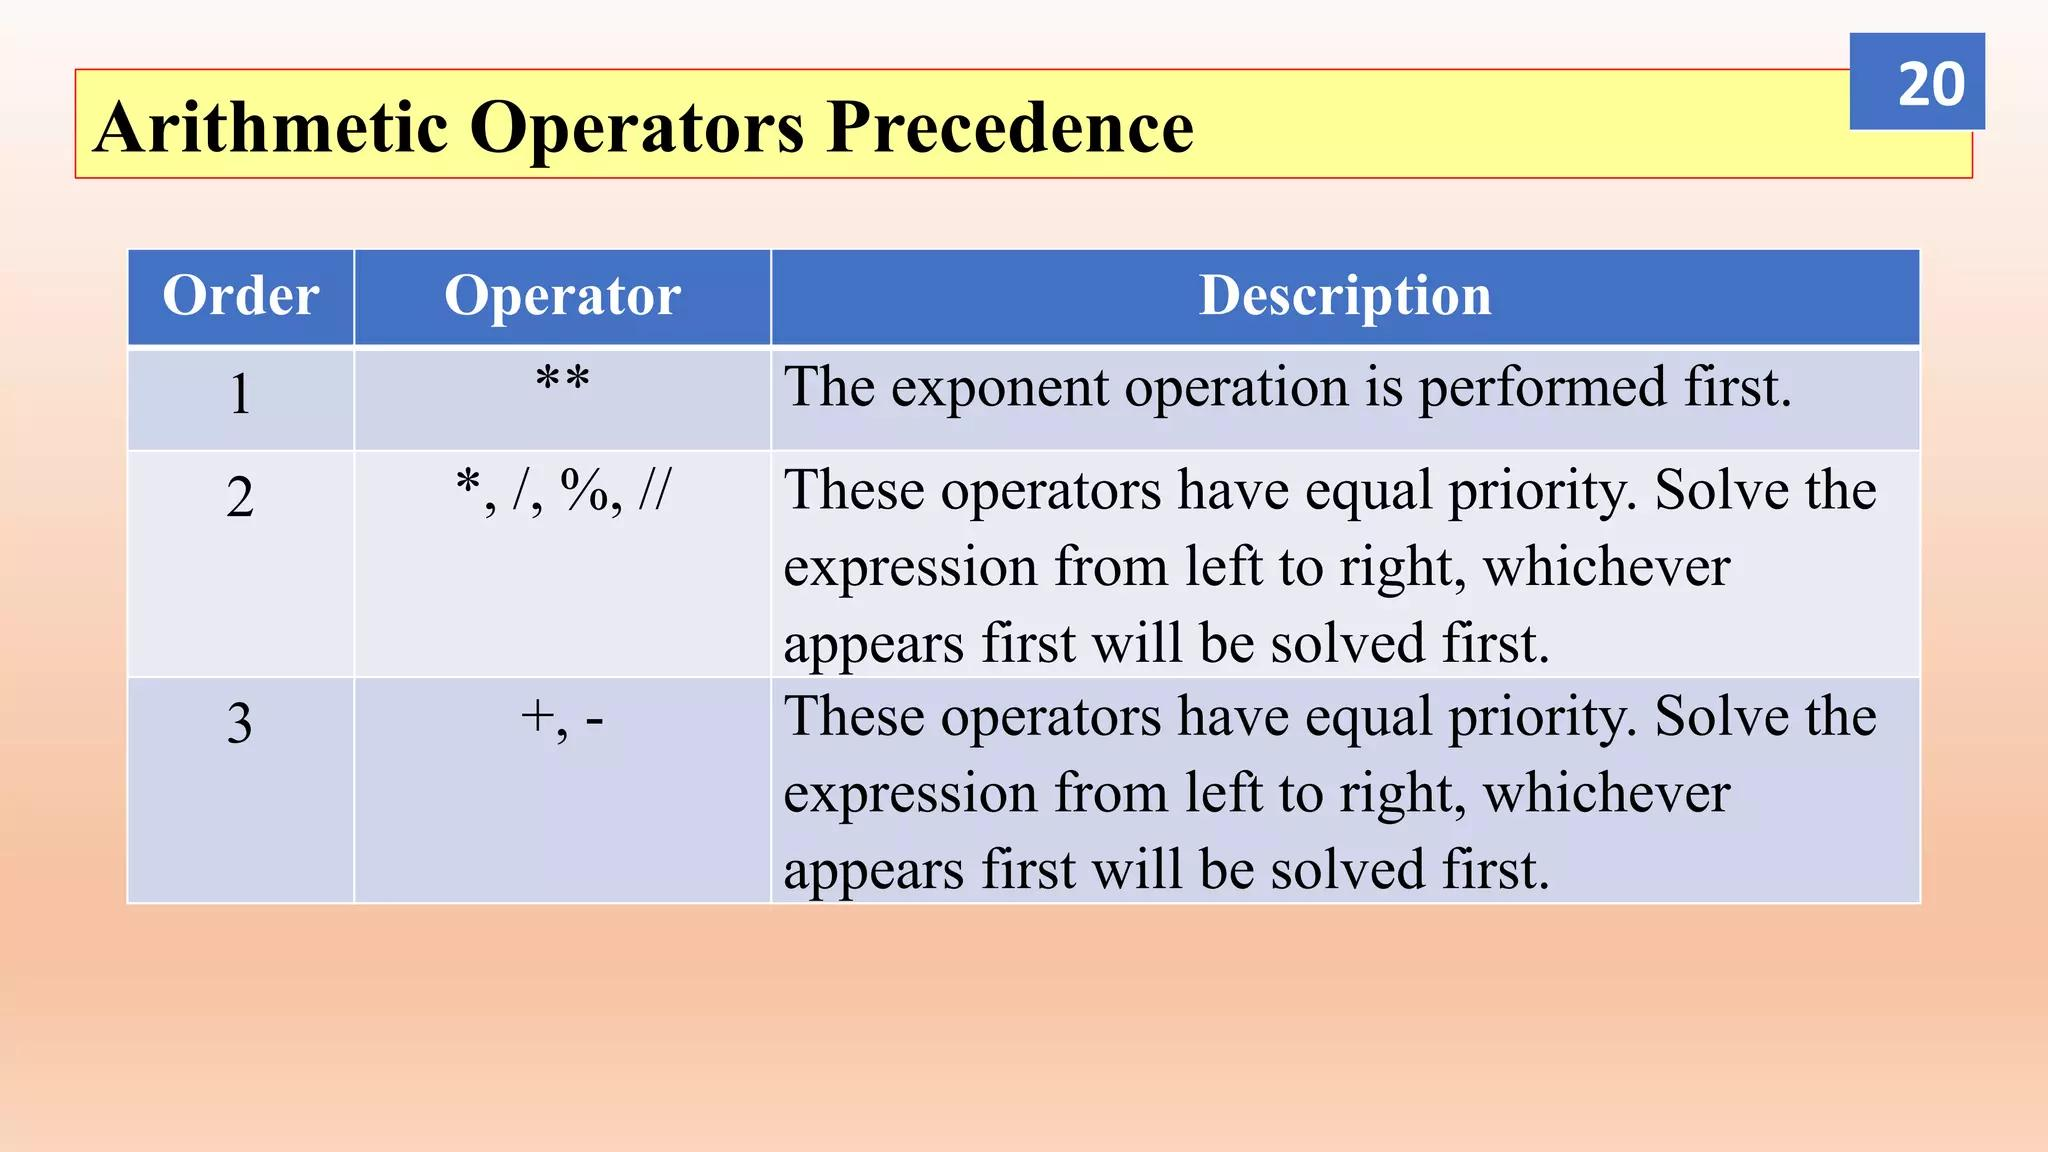 20
Arithmetic Operators Precedence
Order Operator Description
1 ** The exponent operation is performed first.
2 *, /, %, // These operators have equal priority. Solve the
expression from left to right, whichever
appears first will be solved first.
3 +, - These operators have equal priority. Solve the
expression from left to right, whichever
appears first will be solved first.